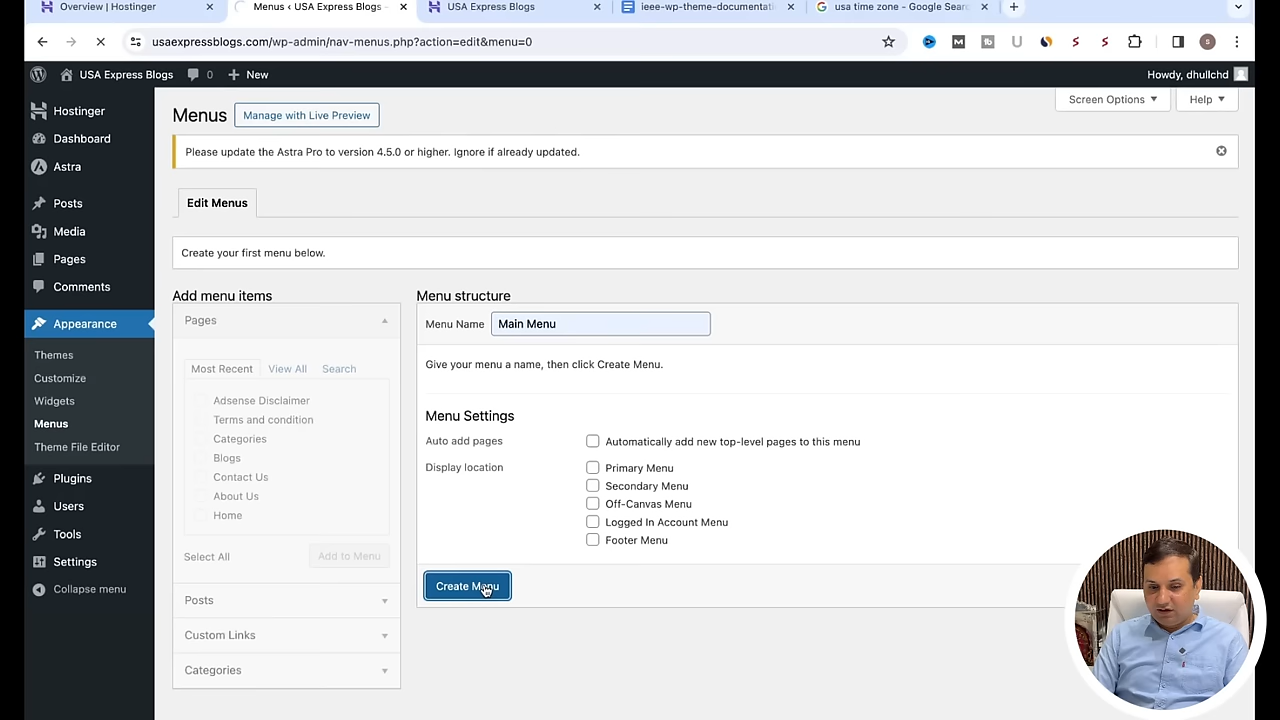 Overview | Hostinger
Menus ‹ USA Express Blogs -
USA Express Blogs
ieee-wp-theme-documentati
usa time zone - Google Sear
usaexpressblogs.com/wp-admin/nav-menus.php?action=edit&menu=0
USA Express Blogs
0
New
Howdy, dhullchd
Hostinger
Dashboard
Astra
Posts
Media
Pages
Comments
Appearance
Themes
Customize
Widgets
Menus
Theme File Editor
Plugins
Users
Tools
Settings
Collapse menu
Screen Options
Help
Menus
Manage with Live Preview
Please update the Astra Pro to version 4.5.0 or higher. Ignore if already updated.
Edit Menus
Create your first menu below.
Add menu items
Pages
Most Recent
View All
Search
Adsense Disclaimer
Terms and condition
Categories
Blogs
Contact Us
About Us
Home
Select All
Add to Menu
Posts
Custom Links
Categories
Menu structure
Menu Name
Main Menu
Give your menu a name, then click Create Menu.
Menu Settings
Auto add pages
Automatically add new top-level pages to this menu
Display location
Primary Menu
Secondary Menu
Off-Canvas Menu
Logged In Account Menu
Footer Menu
Create Menu